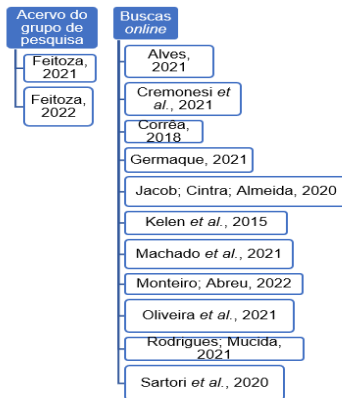 Acervo do
grupo de
pesquisa
Feitoza,
2021
Feitoza,
2022
Buscas
online
Alves,
2021
Cremonesi et
al., 2021
Corrêa,
2018
Germaque, 2021
Jacob; Cintra; Almeida, 2020
Kelen et al., 2015
Machado et al., 2021
Monteiro; Abreu, 2022
Oliveira et al., 2021
Rodrigues; Mucida,
2021
Sartori et al., 2020